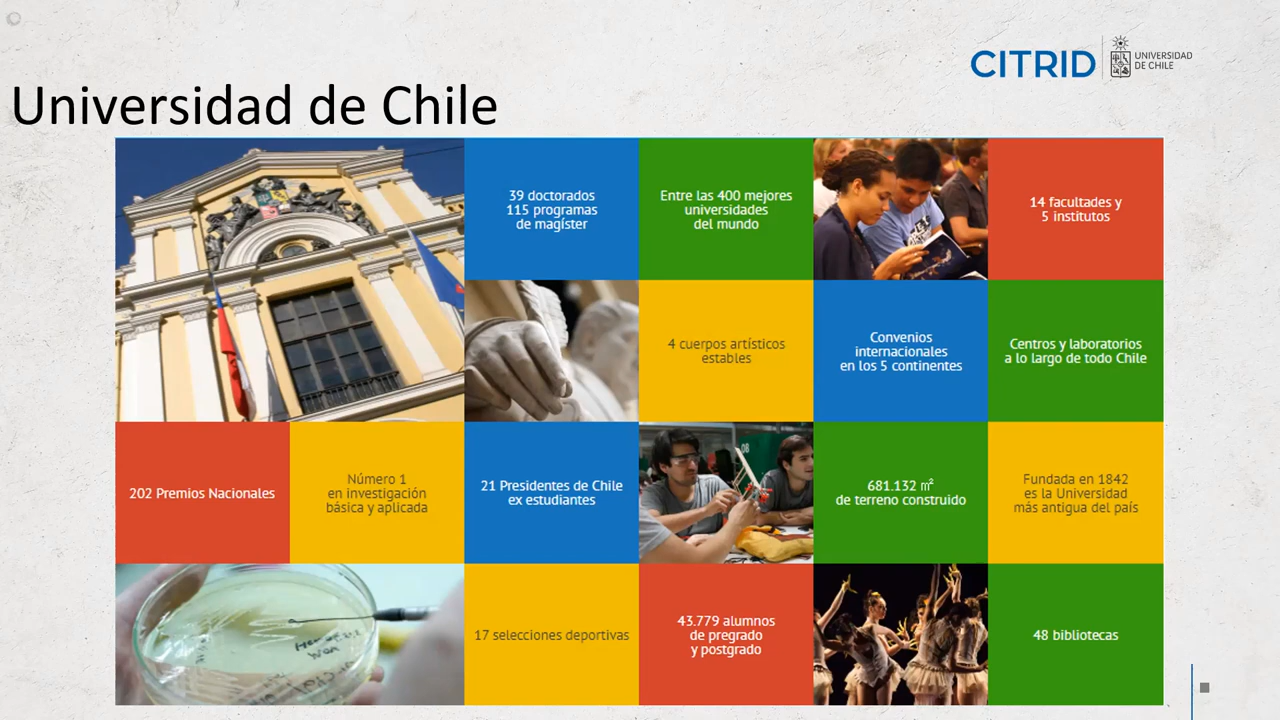 CITRID
UNIVERSIDAD
DE CHILE
Universidad de Chile
39 doctorados
115 programas
de magíster
Entre las 400 mejores
universidades
del mundo
14 facultades y
5 institutos
4 cuerpos artísticos
estables
Convenios
internacionales
en los 5 continentes
Centros y laboratorios
a lo largo de todo Chile
202 Premios Nacionales
Número 1
en investigación
básica y aplicada
21 Presidentes de Chile
ex estudiantes
08
681.132 m²
de terreno construido
Fundada en 1842
es la Universidad
más antigua del país
17 selecciones deportivas
43.779 alumnos
de pregrado
y postgrado
48 bibliotecas